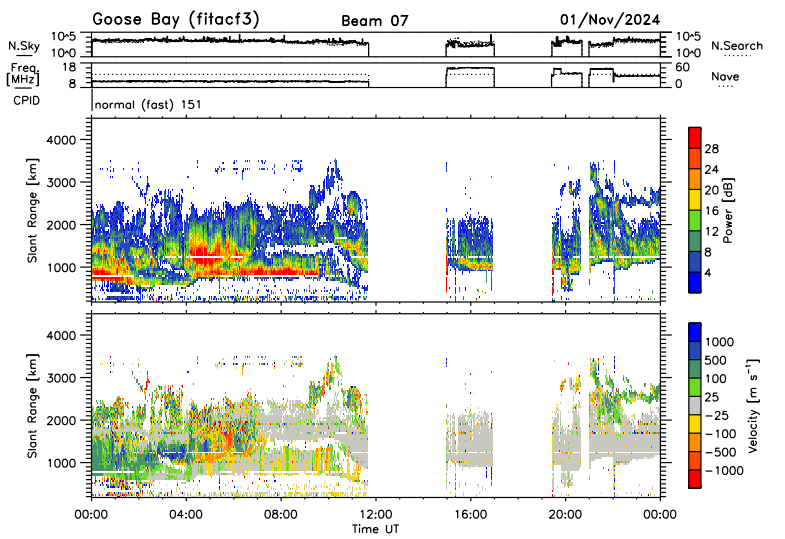 Goose Bay (fitacf3) Beam 07 01/Nov/2024
N.Sky 10^5 10^0 10^5 10^0 N.Search
Freq. [MHz] 18 8 60 0 Nave
CPID normal (fast) 151
Slant Range [km] 4000 3000 2000 1000
Power [dB] 28 24 20 16 12 8 4
Slant Range [km] 4000 3000 2000 1000
Velocity [m s⁻¹] 1000 500 100 25 −25 −100 −500 −1000
00:00 04:00 08:00 12:00 16:00 20:00 00:00
Time UT